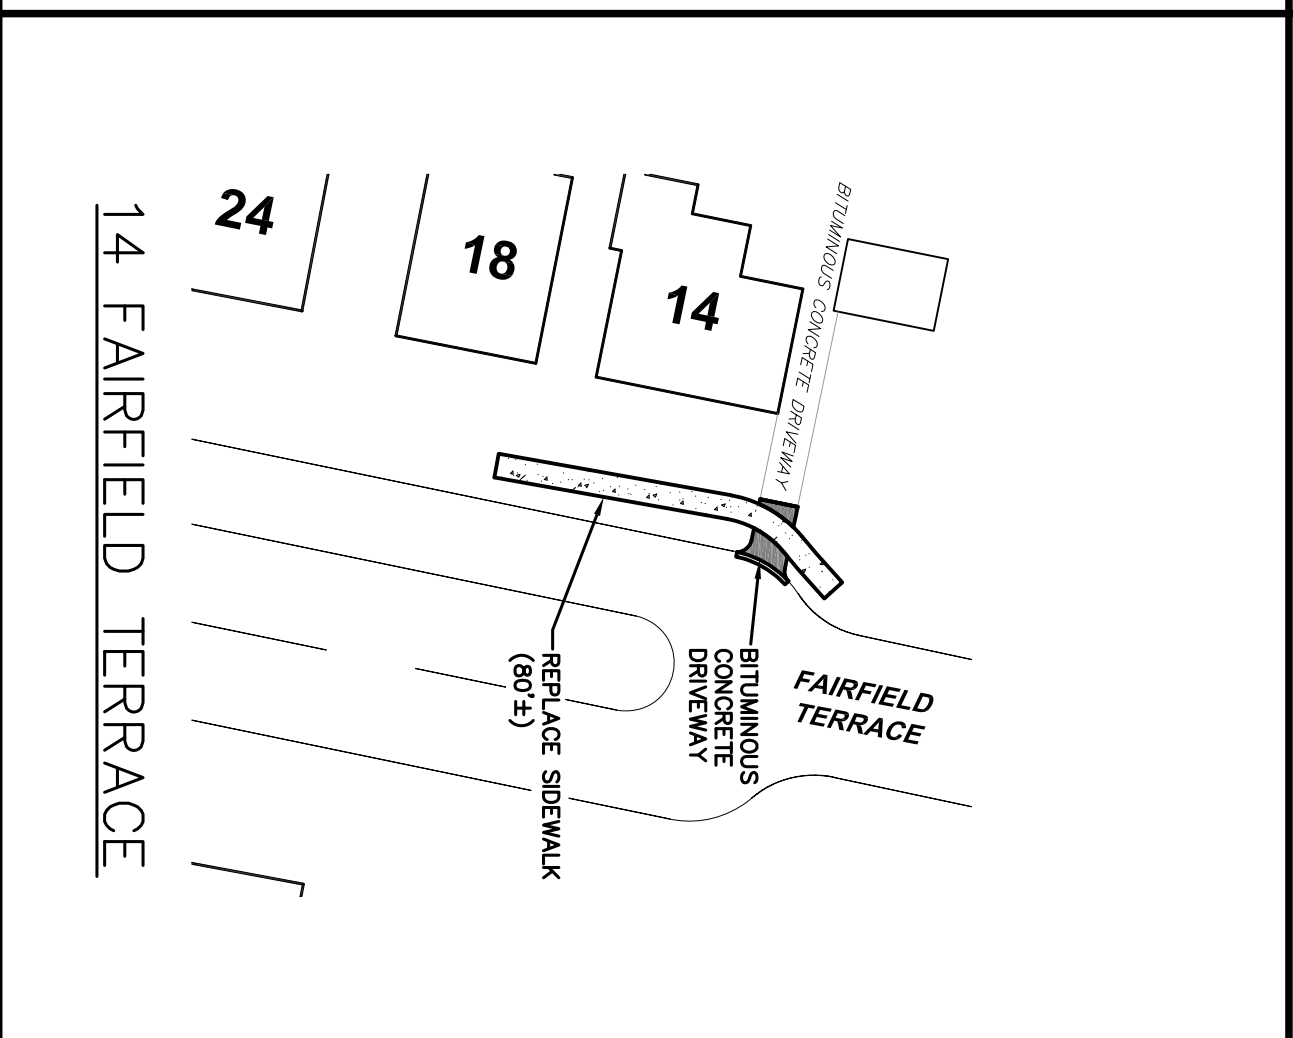 24
18
14
BITUMINOUS CONCRETE DRIVEWAY
FAIRFIELD
TERRACE
BITUMINOUS
CONCRETE
DRIVEWAY
REPLACE SIDEWALK
(80'±)
14 FAIRFIELD TERRACE